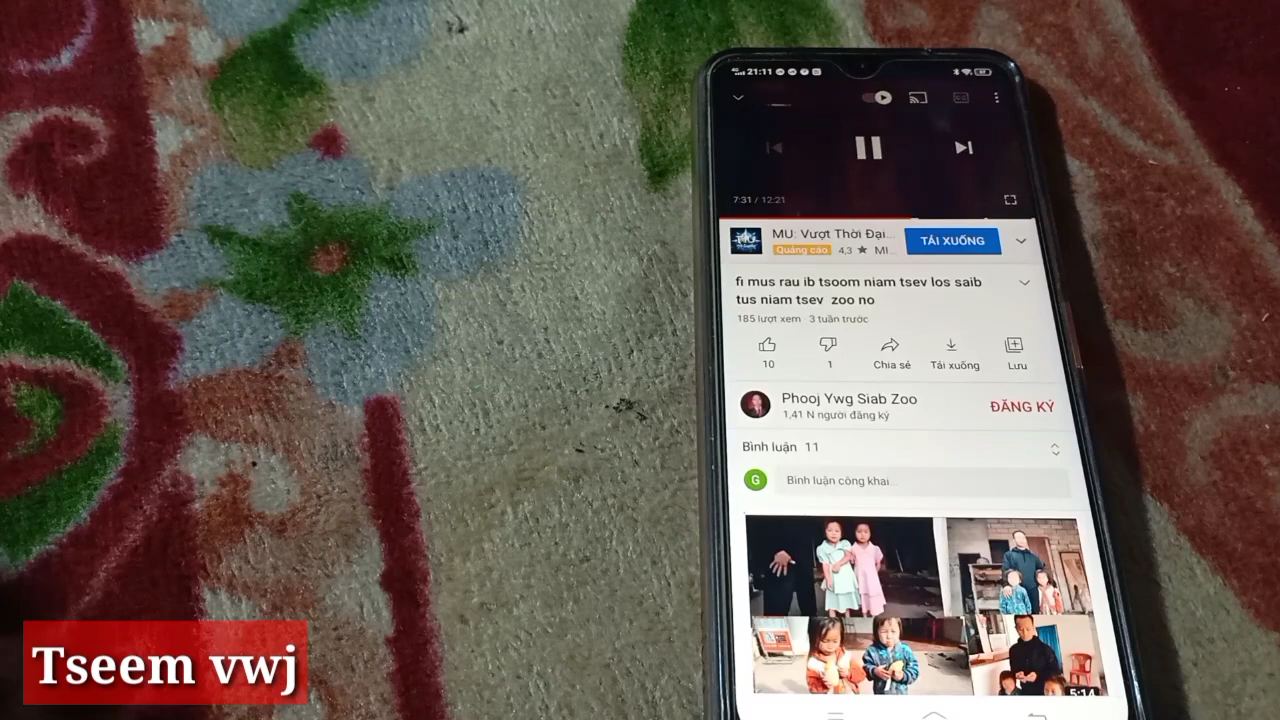 4G 21:11
7:31 / 12:21
MU: Vượt Thời Đại...
Quảng cáo 4,3 ★ MI...
TẢI XUỐNG
fi mus rau ib tsoom niam tsev los saib
tus niam tsev zoo no
185 lượt xem · 3 tuần trước
10 1 Chia sẻ Tải xuống Lưu
Phooj Ywg Siab Zoo
1,41 N người đăng ký
ĐĂNG KÝ
Bình luận 11
G
Bình luận công khai...
5:14
Tseem vwj